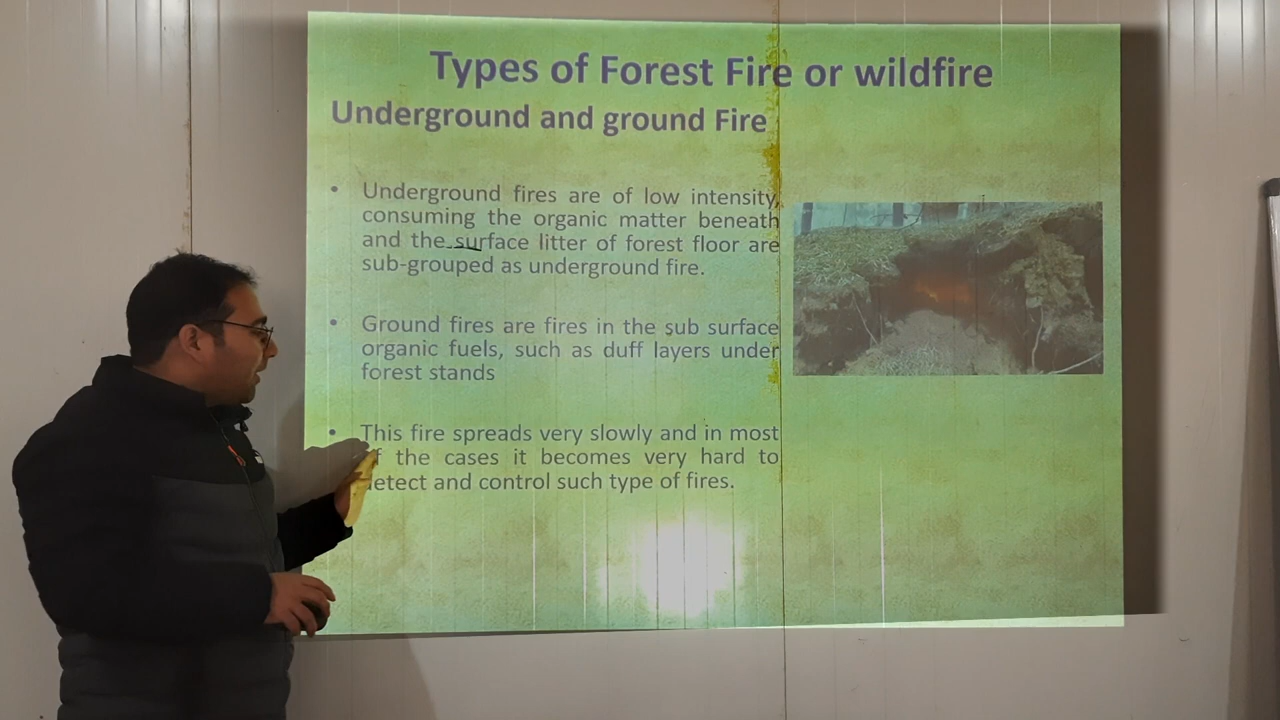 Types of Forest Fire or wildfire
Underground and ground Fire
• Underground fires are of low intensity,
consuming the organic matter beneath
and the surface litter of forest floor are
sub-grouped as underground fire.
• Ground fires are fires in the sub surface
organic fuels, such as duff layers under
forest stands
• This fire spreads very slowly and in most
the cases it becomes very hard to
and control such type of fires.